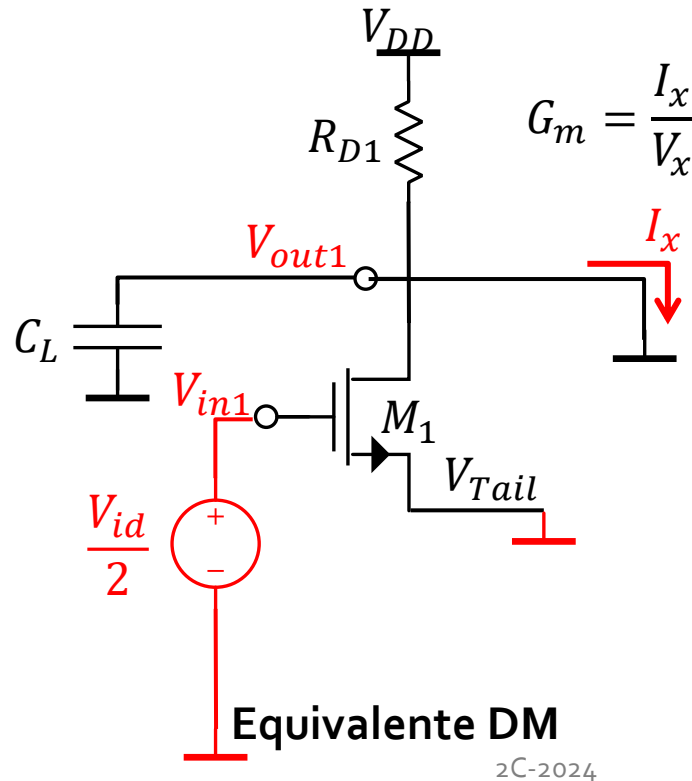 V_DD
G_m = I_x / V_x
R_D1
I_x
V_out1
C_L
V_in1
M_1
V_Tail
V_id / 2
+
−
Equivalente DM
2C-2024